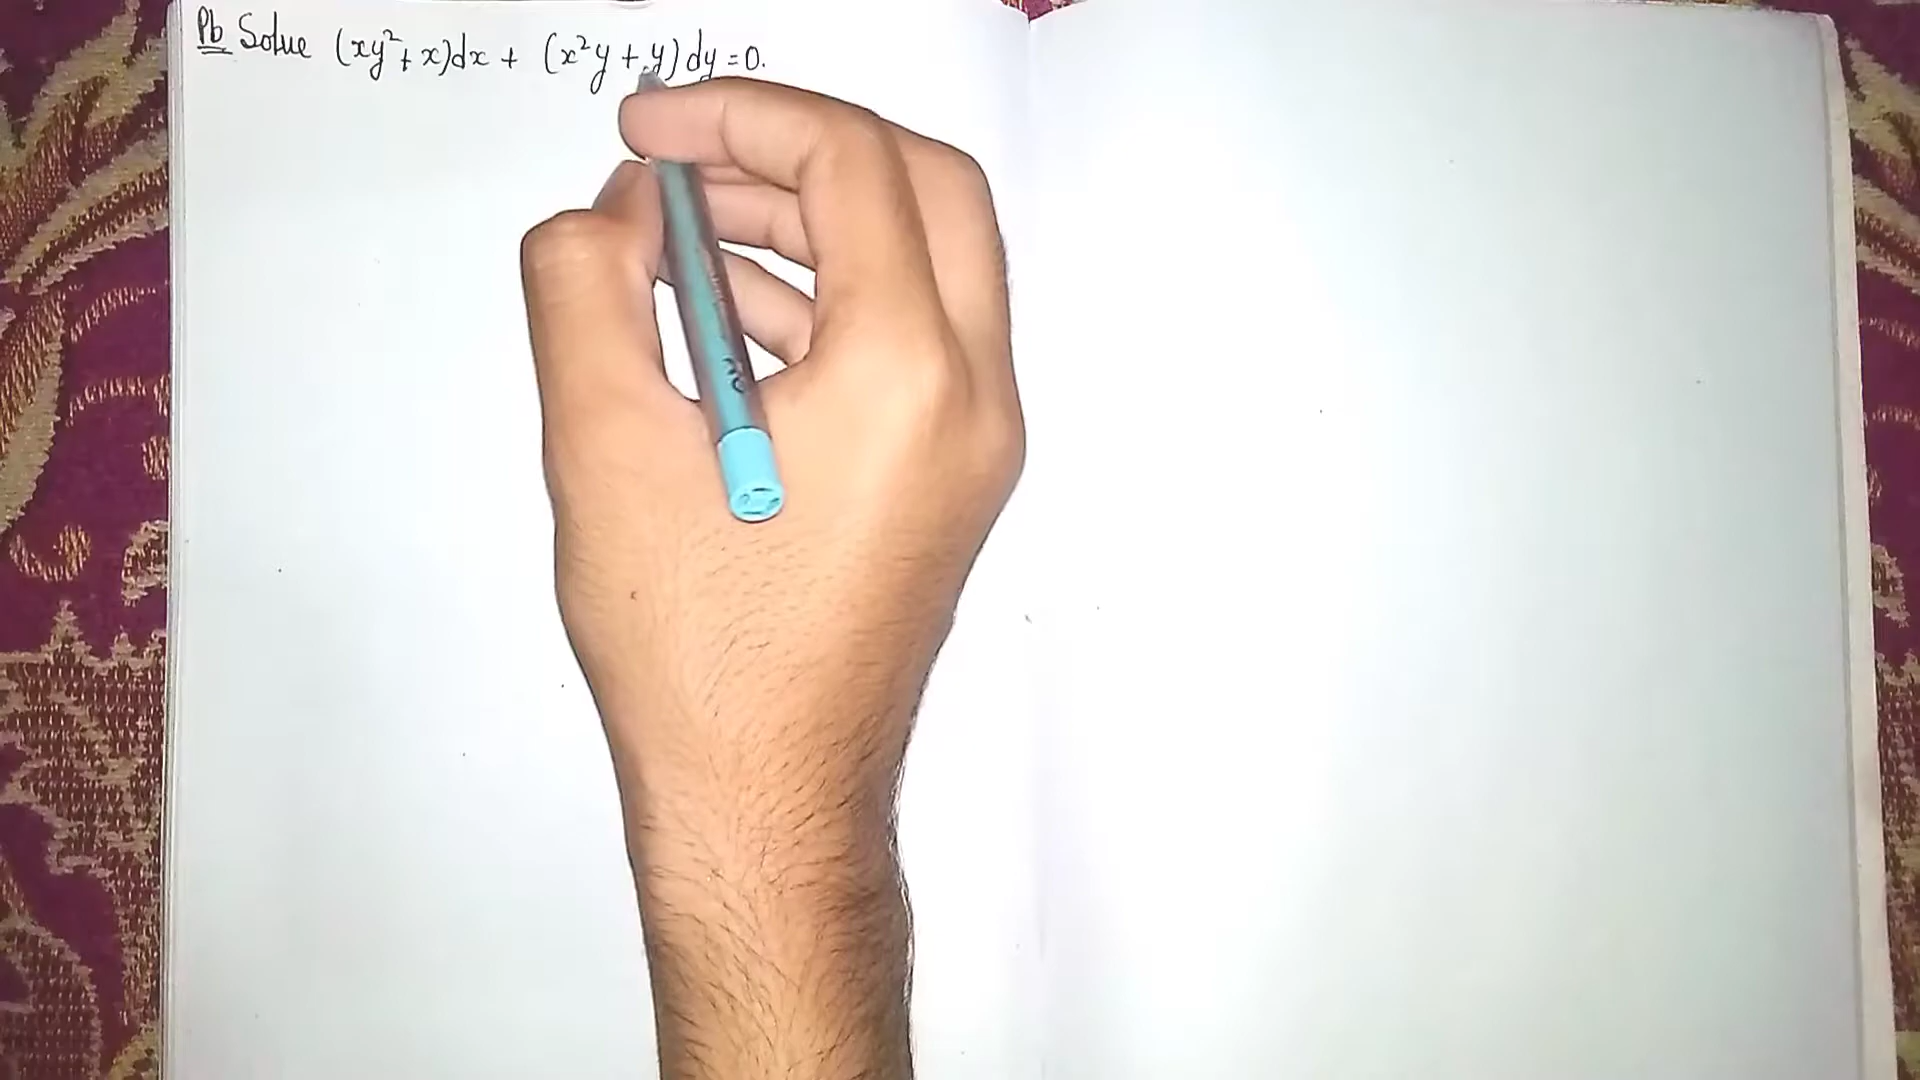 Pb Solve (xy²+x)dx + (x²y+y)dy=0.